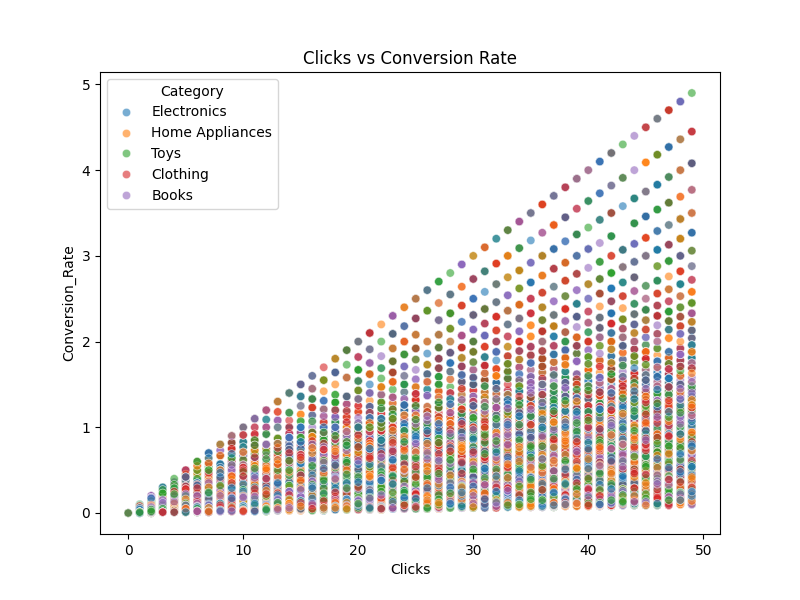 Clicks vs Conversion Rate
Category
Electronics
Home Appliances
Toys
Clothing
Books
Conversion_Rate
5
4
3
2
1
0
0 10 20 30 40 50
Clicks